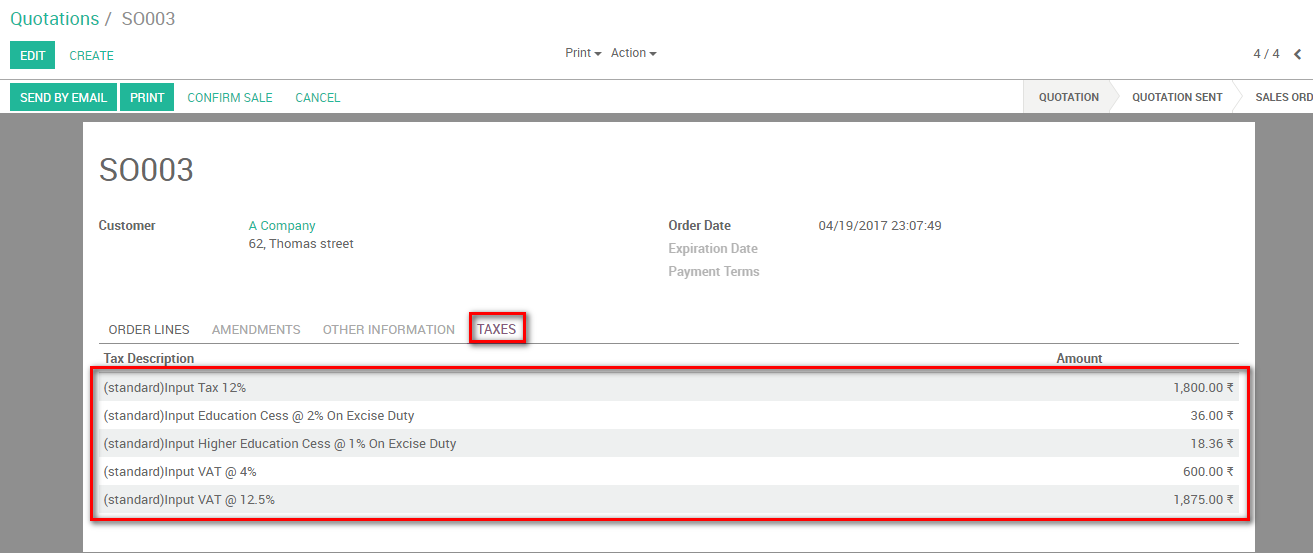 Quotations / SO003
EDIT CREATE Print Action 4 / 4
SEND BY EMAIL PRINT CONFIRM SALE CANCEL QUOTATION QUOTATION SENT SALES ORD
SO003
Customer A Company Order Date 04/19/2017 23:07:49
62, Thomas street Expiration Date
Payment Terms
ORDER LINES AMENDMENTS OTHER INFORMATION TAXES
Tax Description Amount
(standard)Input Tax 12% 1,800.00 ₹
(standard)Input Education Cess @ 2% On Excise Duty 36.00 ₹
(standard)Input Higher Education Cess @ 1% On Excise Duty 18.36 ₹
(standard)Input VAT @ 4% 600.00 ₹
(standard)Input VAT @ 12.5% 1,875.00 ₹